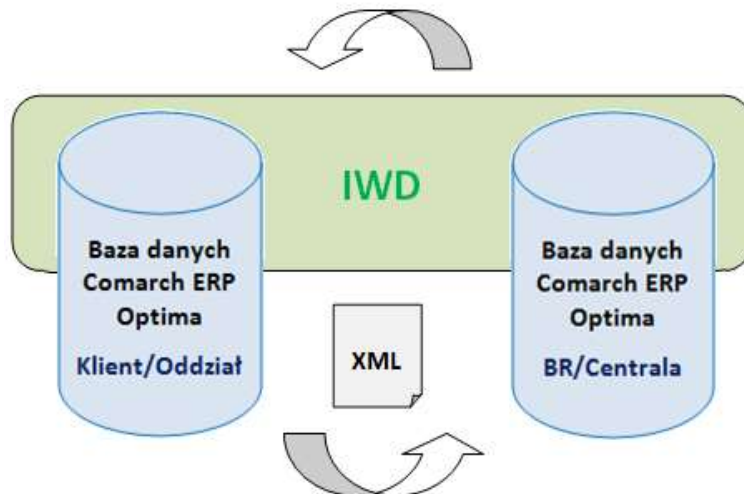 IWD
Baza danych
Comarch ERP
Optima
Klient/Oddział
XML
Baza danych
Comarch ERP
Optima
BR/Centrala